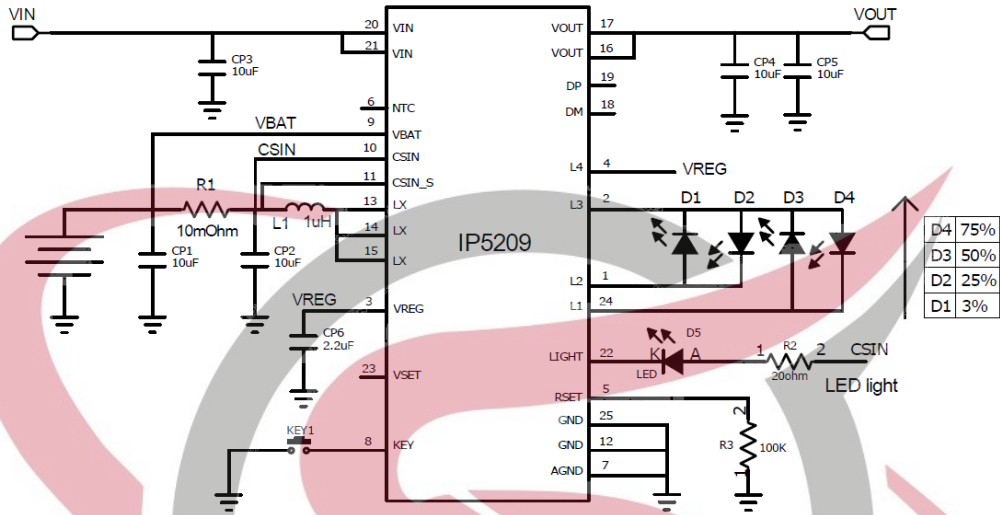 VIN
VOUT
20 VIN
21 VIN
CP3
10uF
6 NTC
VBAT
9 VBAT
CSIN
10 CSIN
11 CSIN_S
R1
10mOhm
L1 1uH
13 LX
14 LX
15 LX
CP1
10uF
CP2
10uF
VREG
3 VREG
CP6
2.2uF
23 VSET
KEY1
8 KEY
IP5209
VOUT 17
VOUT 16
DP 19
DM 18
CP4
10uF
CP5
10uF
L4 4 VREG
L3 2
D1 D2 D3 D4
L2 1
L1 24
D4 75%
D3 50%
D2 25%
D1 3%
LIGHT 22
K A D5
LED
1 R2 2 CSIN
20ohm
LED light
RSET 5
GND 25
GND 12
AGND 7
2
R3 100K
1